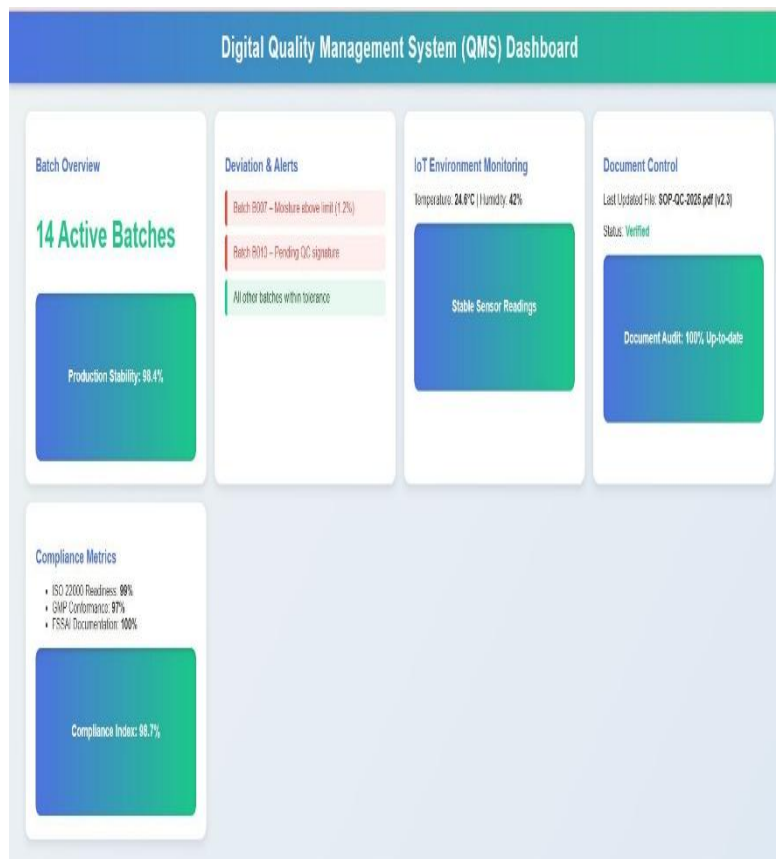 Digital Quality Management System (QMS) Dashboard
Batch Overview
14 Active Batches
Production Stability: 98.4%
Deviation & Alerts
Batch B007 – Moisture above limit (1.2%)
Batch B013 – Pending QC signature
All other batches within tolerance
IoT Environment Monitoring
Temperature: 24.6°C | Humidity: 42%
Stable Sensor Readings
Document Control
Last Updated File: SOP-QC-2025.pdf (v2.3)
Status: Verified
Document Audit: 100% Up-to-date
Compliance Metrics
• ISO 22000 Readiness: 99%
• GMP Conformance: 97%
• FSSAI Documentation: 100%
Compliance Index: 98.7%